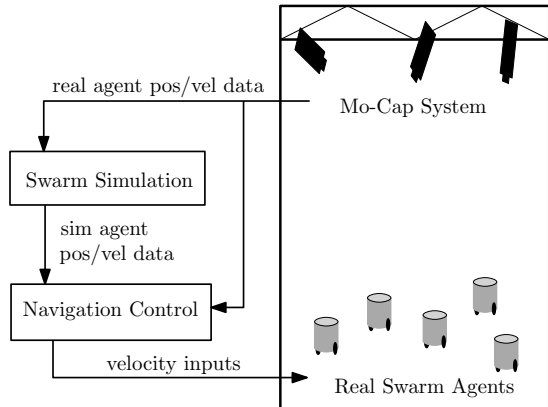 real agent pos/vel data
Mo-Cap System
Swarm Simulation
sim agent
pos/vel data
Navigation Control
velocity inputs
Real Swarm Agents